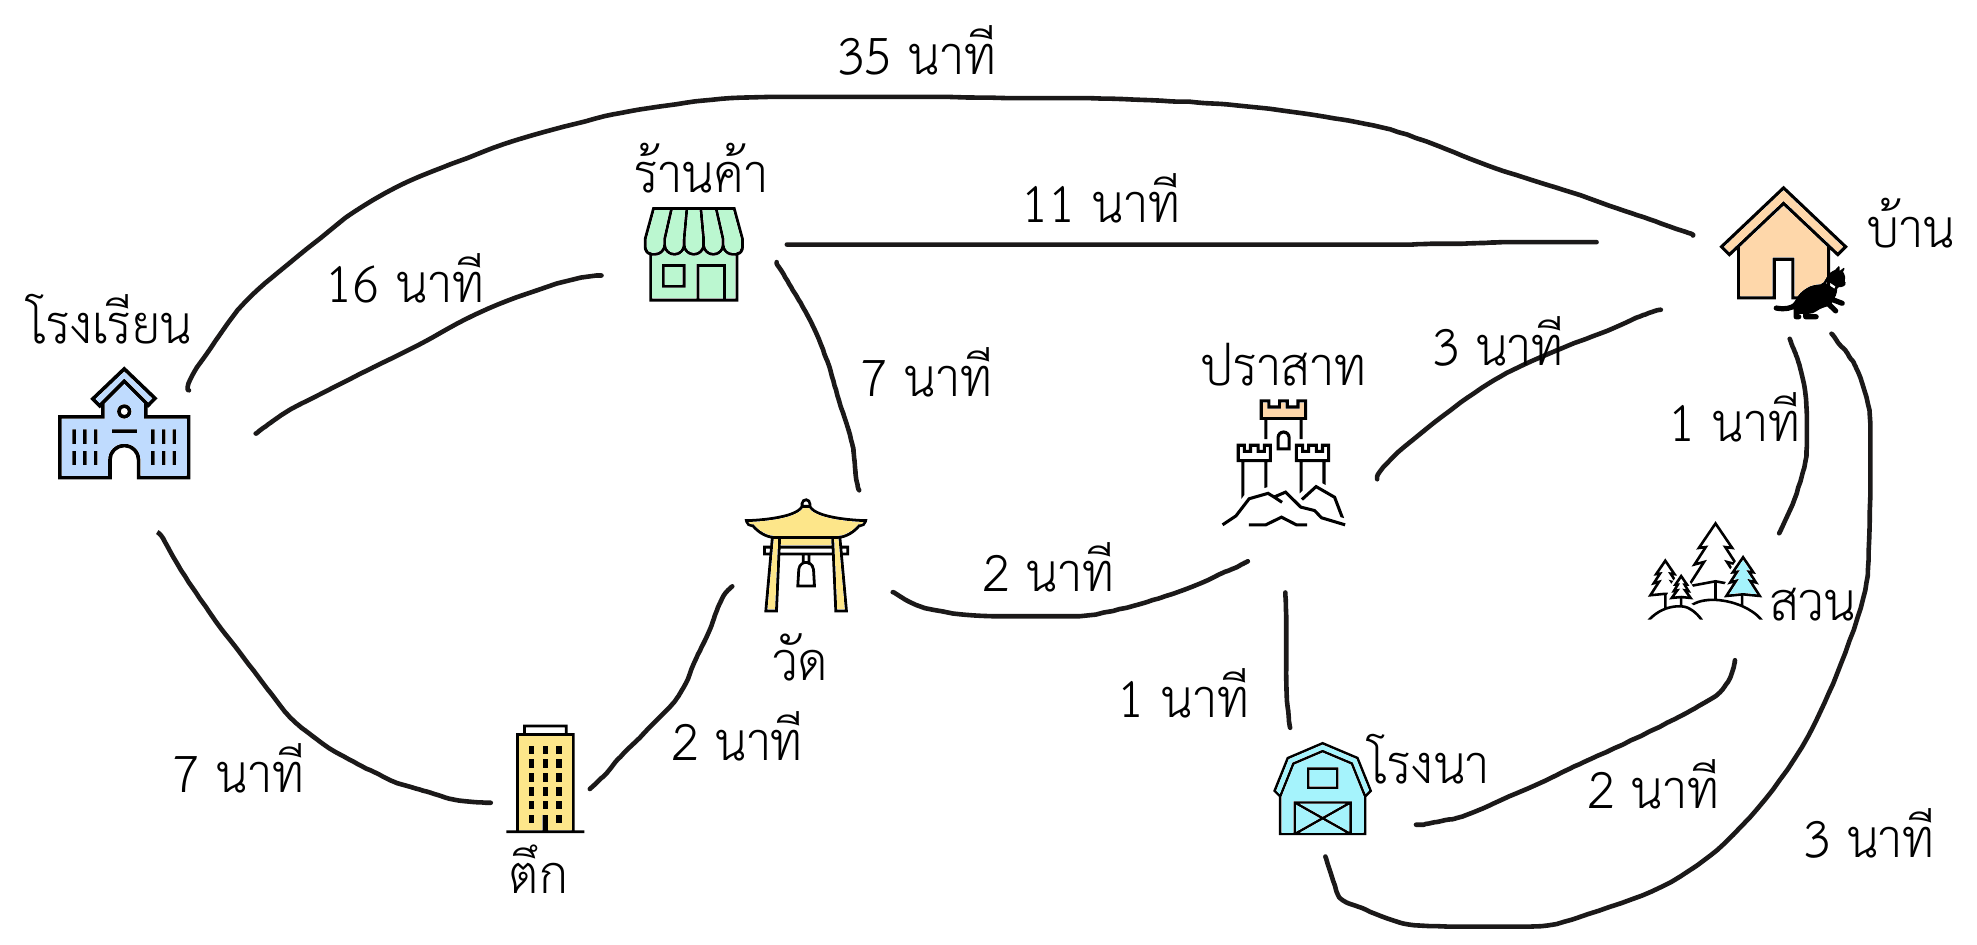 35 นาที
ร้านค้า
11 นาที
บ้าน
16 นาที
โรงเรียน
7 นาที
3 นาที
ปราสาท
1 นาที
2 นาที
สวน
วัด
1 นาที
2 นาที
7 นาที
โรงนา
2 นาที
3 นาที
ตึก